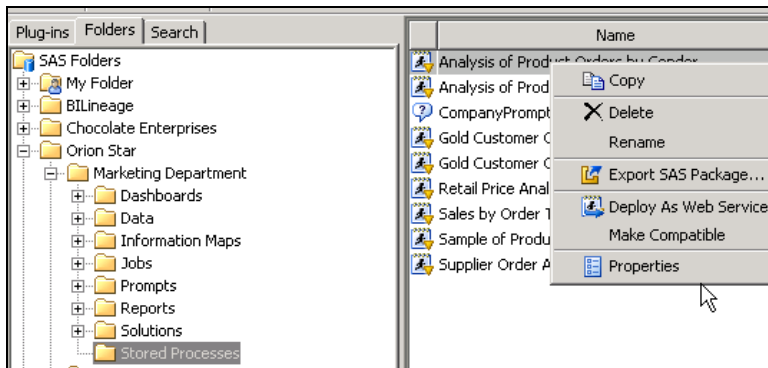 Plug-ins Folders Search
SAS Folders
My Folder
BILineage
Chocolate Enterprises
Orion Star
Marketing Department
Dashboards
Data
Information Maps
Jobs
Prompts
Reports
Solutions
Stored Processes
Name
Analysis of Product Orders by Gender
Analysis of Prod
CompanyPrompt
Gold Customer
Gold Customer
Retail Price Anal
Sales by Order
Sample of Produ
Supplier Order
Copy
Delete
Rename
Export SAS Package...
Deploy As Web Service
Make Compatible
Properties